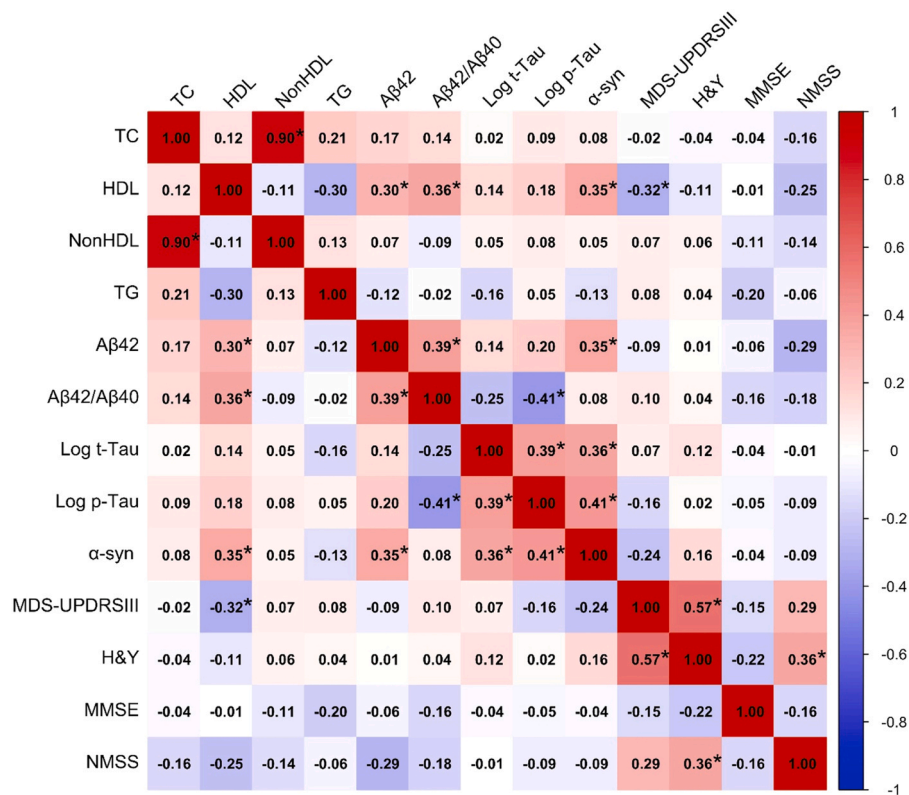 TC HDL NonHDL TG Aβ42 Aβ42/Aβ40 Log t-Tau Log p-Tau α-syn MDS-UPDRSIII H&Y MMSE NMSS
TC 1.00 0.12 0.90* 0.21 0.17 0.14 0.02 0.09 0.08 -0.02 -0.04 -0.04 -0.16
HDL 0.12 1.00 -0.11 -0.30 0.30* 0.36* 0.14 0.18 0.35* -0.32* -0.11 -0.01 -0.25
NonHDL 0.90* -0.11 1.00 0.13 0.07 -0.09 0.05 0.08 0.05 0.07 0.06 -0.11 -0.14
TG 0.21 -0.30 0.13 1.00 -0.12 -0.02 -0.16 0.05 -0.13 0.08 0.04 -0.20 -0.06
Aβ42 0.17 0.30* 0.07 -0.12 1.00 0.39* 0.14 0.20 0.35* -0.09 0.01 -0.06 -0.29
Aβ42/Aβ40 0.14 0.36* -0.09 -0.02 0.39* 1.00 -0.25 -0.41* 0.08 0.10 0.04 -0.16 -0.18
Log t-Tau 0.02 0.14 0.05 -0.16 0.14 -0.25 1.00 0.39* 0.36* 0.07 0.12 -0.04 -0.01
Log p-Tau 0.09 0.18 0.08 0.05 0.20 -0.41* 0.39* 1.00 0.41* -0.16 0.02 -0.05 -0.09
α-syn 0.08 0.35* 0.05 -0.13 0.35* 0.08 0.36* 0.41* 1.00 -0.24 0.16 -0.04 -0.09
MDS-UPDRSIII -0.02 -0.32* 0.07 0.08 -0.09 0.10 0.07 -0.16 -0.24 1.00 0.57* -0.15 0.29
H&Y -0.04 -0.11 0.06 0.04 0.01 0.04 0.12 0.02 0.16 0.57* 1.00 -0.22 0.36*
MMSE -0.04 -0.01 -0.11 -0.20 -0.06 -0.16 -0.04 -0.05 -0.04 -0.15 -0.22 1.00 -0.16
NMSS -0.16 -0.25 -0.14 -0.06 -0.29 -0.18 -0.01 -0.09 -0.09 0.29 0.36* -0.16 1.00
1
0.8
0.6
0.4
0.2
0
-0.2
-0.4
-0.6
-0.8
-1